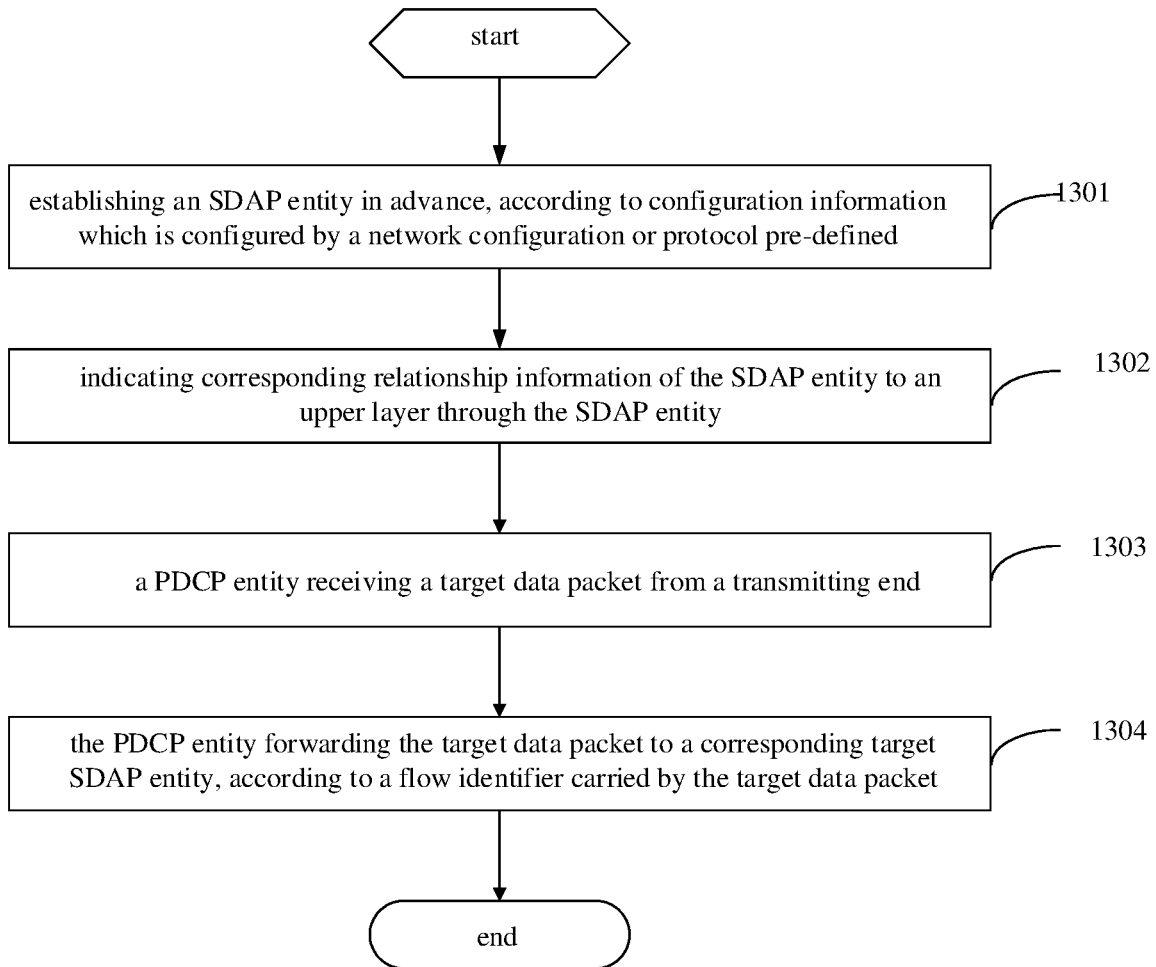 start
establishing an SDAP entity in advance, according to configuration information
which is configured by a network configuration or protocol pre-defined
1301
indicating corresponding relationship information of the SDAP entity to an
upper layer through the SDAP entity
1302
a PDCP entity receiving a target data packet from a transmitting end
1303
the PDCP entity forwarding the target data packet to a corresponding target
SDAP entity, according to a flow identifier carried by the target data packet
1304
end